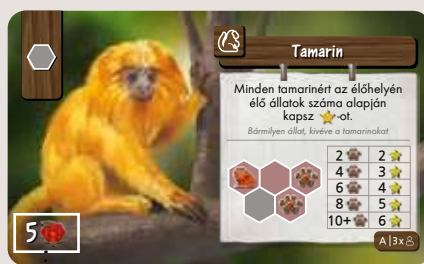 Tamarin
Minden tamarinért az élőhelyén
élő állatok száma alapján
kapsz -ot.
Bármilyen állat, kivéve a tamarinokat
2 2
4 3
6 4
8 5
10+ 6
5
A 3x